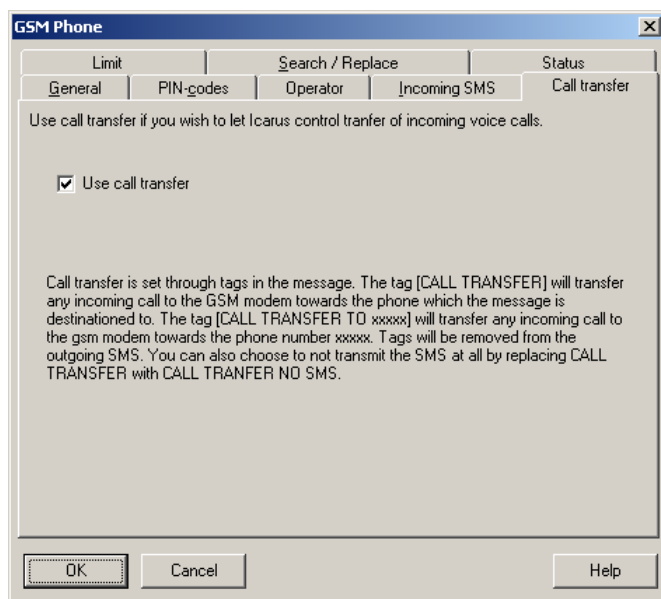 GSM Phone
Limit
Search / Replace
Status
General
PIN-codes
Operator
Incoming SMS
Call transfer
Use call transfer if you wish to let Icarus control tranfer of incoming voice calls.
Use call transfer
Call transfer is set through tags in the message. The tag [CALL TRANSFER] will transfer
any incoming call to the GSM modem towards the phone which the message is
destinationed to. The tag [CALL TRANSFER TO xxxxx] will transfer any incoming call to
the gsm modem towards the phone number xxxxx. Tags will be removed from the
outgoing SMS. You can also choose to not transmit the SMS at all by replacing CALL
TRANSFER with CALL TRANFER NO SMS.
OK
Cancel
Help